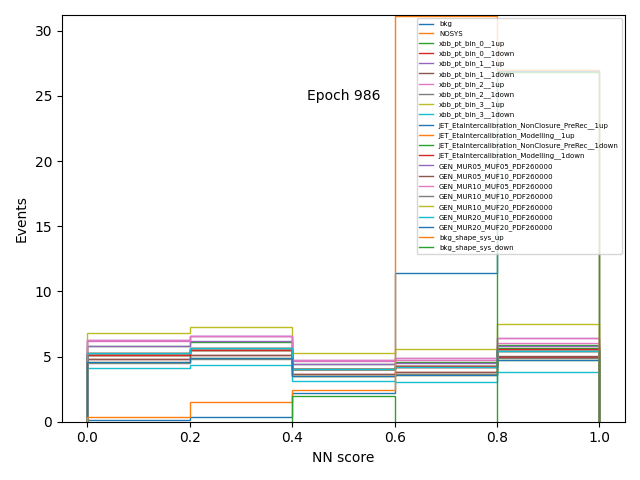 Epoch 986
bkg
NOSYS
xbb_pt_bin_0__1up
xbb_pt_bin_0__1down
xbb_pt_bin_1__1up
xbb_pt_bin_1__1down
xbb_pt_bin_2__1up
xbb_pt_bin_2__1down
xbb_pt_bin_3__1up
xbb_pt_bin_3__1down
JET_EtaIntercalibration_NonClosure_PreRec__1up
JET_EtaIntercalibration_Modelling__1up
JET_EtaIntercalibration_NonClosure_PreRec__1down
JET_EtaIntercalibration_Modelling__1down
GEN_MUR05_MUF05_PDF260000
GEN_MUR05_MUF10_PDF260000
GEN_MUR10_MUF05_PDF260000
GEN_MUR10_MUF10_PDF260000
GEN_MUR10_MUF20_PDF260000
GEN_MUR20_MUF10_PDF260000
GEN_MUR20_MUF20_PDF260000
bkg_shape_sys_up
bkg_shape_sys_down
Events
30
25
20
15
10
5
0
0.0 0.2 0.4 0.6 0.8 1.0
NN score